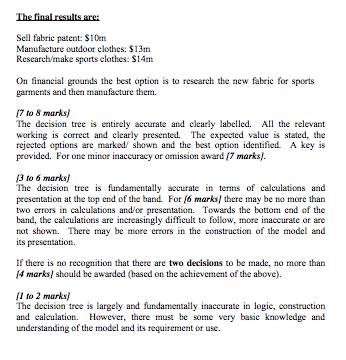 The final results are:
Sell fabric patent: $10m
Manufacture outdoor clothes: $13m
Research/make sports clothes: $14m
On financial grounds the best option is to research the new fabric for sports
garments and then manufacture them.
[7 to 8 marks]
The decision tree is entirely accurate and clearly labelled. All the relevant
working is correct and clearly presented. The expected value is stated, the
rejected options are marked/ shown and the best option identified. A key is
provided. For one minor inaccuracy or omission award [7 marks].
[3 to 6 marks]
The decision tree is fundamentally accurate in terms of calculations and
presentation at the top end of the band. For [6 marks] there may be no more than
two errors in calculations and/or presentation. Towards the bottom end of the
band, the calculations are increasingly difficult to follow, more inaccurate or are
not shown. There may be more errors in the construction of the model and
its presentation.
If there is no recognition that there are two decisions to be made, no more than
[4 marks] should be awarded (based on the achievement of the above).
[1 to 2 marks]
The decision tree is largely and fundamentally inaccurate in logic, construction
and calculation. However, there must be some very basic knowledge and
understanding of the model and its requirement or use.